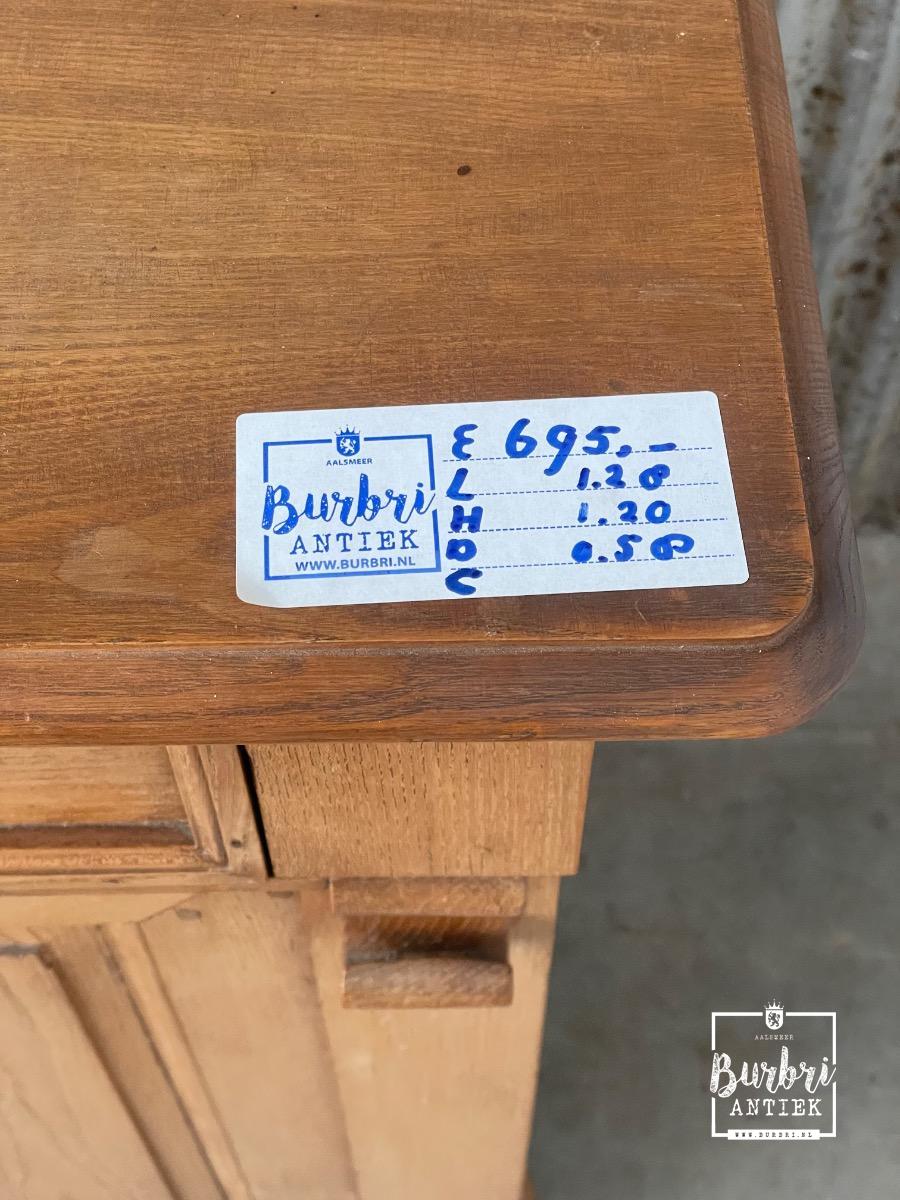 AALSMEER
Burbri
ANTIEK
WWW.BURBRI.NL
€ 695,-
L 1.20
H 1.20
D 0.50
C
AALSMEER
Burbri
ANTIEK
WWW.BURBRI.NL